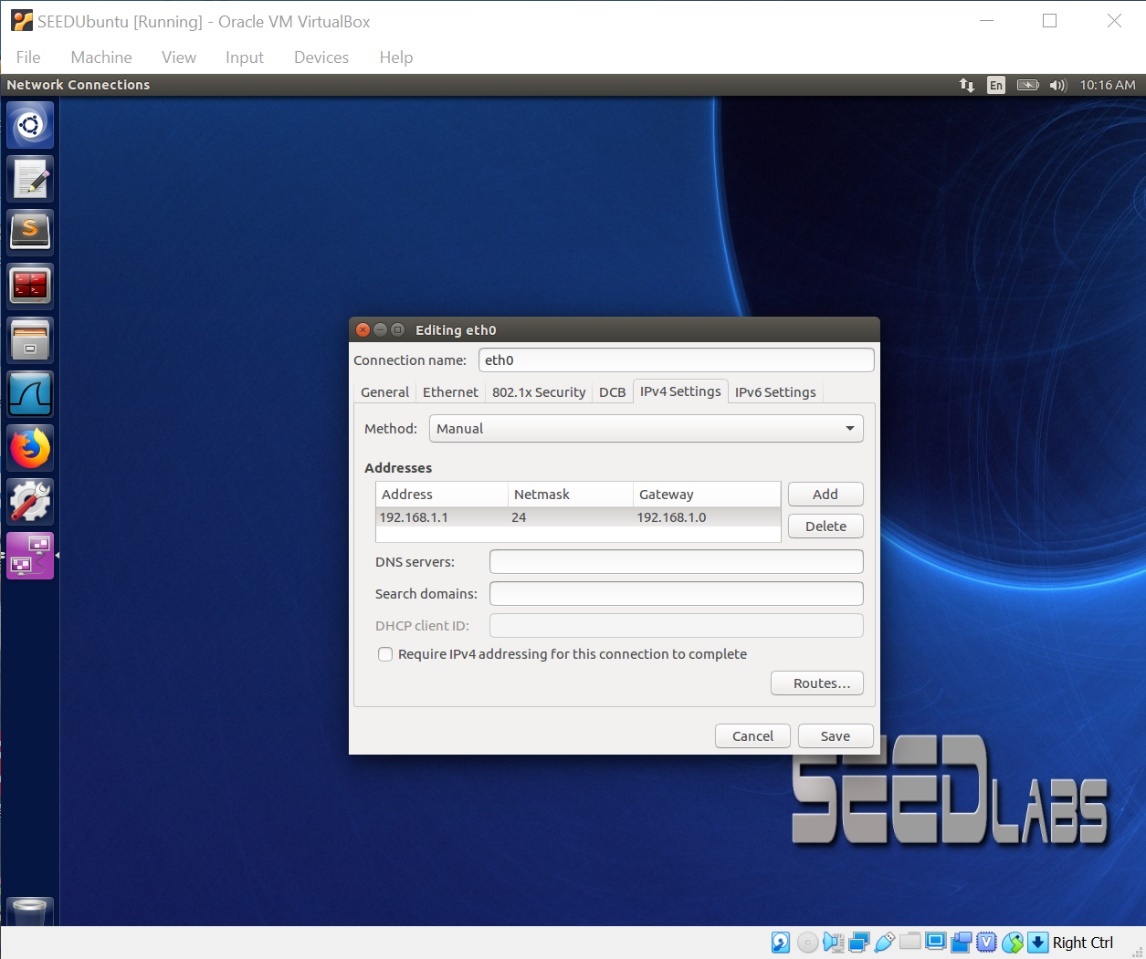 SEEDUbuntu [Running] - Oracle VM VirtualBox
File Machine View Input Devices Help
Network Connections En 10:16 AM
Editing eth0
Connection name: eth0
General Ethernet 802.1x Security DCB IPv4 Settings IPv6 Settings
Method: Manual
Addresses
Address Netmask Gateway Add
192.168.1.1 24 192.168.1.0
Delete
DNS servers:
Search domains:
DHCP client ID:
Require IPv4 addressing for this connection to complete
Routes...
Cancel Save
SEEDLABS
Right Ctrl